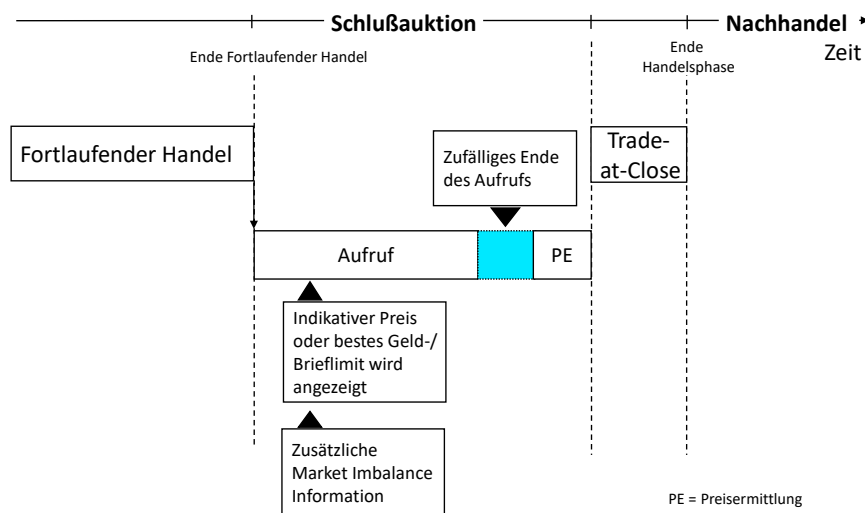 Schlußauktion
Nachhandel
Ende Fortlaufender Handel
Ende
Handelsphase
Zeit
Fortlaufender Handel
Zufälliges Ende
des Aufrufs
Trade-
at-Close
Aufruf
PE
Indikativer Preis
oder bestes Geld-/
Brieflimit wird
angezeigt
Zusätzliche
Market Imbalance
Information
PE = Preisermittlung